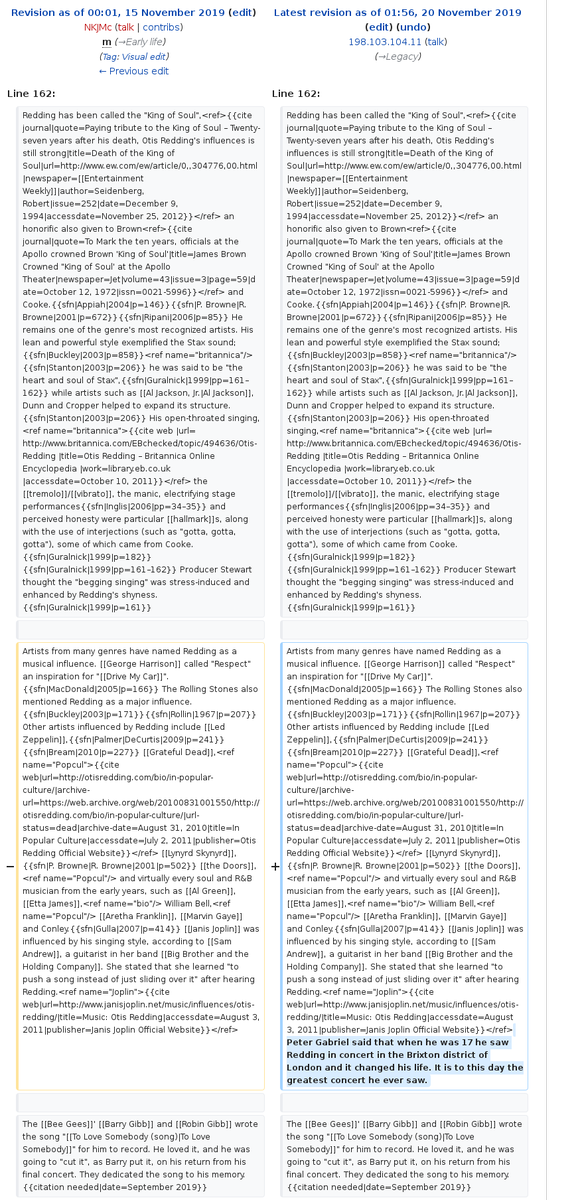 Revision as of 00:01, 15 November 2019 (edit)
NKJMc (talk | contribs)
m (→Early life)
(Tag: Visual edit)
← Previous edit
Latest revision as of 01:56, 20 November 2019
(edit) (undo)
198.103.104.11 (talk)
(→Legacy)
Line 162:
Redding has been called the "King of Soul",<ref>{{cite
journal|quote=Paying tribute to the King of Soul – Twenty-
seven years after his death, Otis Redding's influences is
still strong|title=Death of the King of
Soul|url=http://www.ew.com/ew/article/0,,304776,00.html
|newspaper=[[Entertainment
Weekly]]|author=Seidenberg,
Robert|issue=252|date=December 9,
1994|accessdate=November 25, 2012}}</ref> an
honorific also given to Brown<ref>{{cite
journal|quote=To Mark the ten years, officials at the
Apollo crowned Brown 'King of Soul'|title=James Brown
Crowned "King of Soul' at the Apollo
Theater|newspaper=Jet|volume=43|issue=3|page=59|d
ate=October 12, 1972|issn=0021-5996}}</ref> and
Cooke.{{sfn|Appiah|2004|p=146}}{{sfn|P. Browne|R.
Browne|2001|p=672}}{{sfn|Ripani|2006|p=85}} He
remains one of the genre's most recognized artists. His
lean and powerful style exemplified the Stax sound;
{{sfn|Buckley|2003|p=858}}<ref name="britannica"/>
{{sfn|Stanton|2003|p=206}} he was said to be "the
heart and soul of Stax",{{sfn|Guralnick|1999|pp=161–
162}} while artists such as [[Al Jackson, Jr.|Al Jackson]],
Dunn and Cropper helped to expand its structure.
{{sfn|Stanton|2003|p=206}} His open-throated singing,
<ref name="britannica">{{cite web |url=
http://www.britannica.com/EBchecked/topic/494636/Otis-
Redding |title=Otis Redding – Britannica Online
Encyclopedia |work=library.eb.co.uk
|accessdate=October 10, 2011}}</ref> the
[[tremolo]]/[[vibrato]], the manic, electrifying stage
performances{{sfn|Inglis|2006|pp=34–35}} and
perceived honesty were particular [[hallmark]]s, along
with the use of interjections (such as "gotta, gotta,
gotta"), some of which came from Cooke.
{{sfn|Guralnick|1999|p=182}}
{{sfn|Guralnick|1999|pp=161–162}} Producer Stewart
thought the "begging singing" was stress-induced and
enhanced by Redding's shyness.
{{sfn|Guralnick|1999|p=161}}
−
Artists from many genres have named Redding as a
musical influence. [[George Harrison]] called "Respect"
an inspiration for "[[Drive My Car]]".
{{sfn|MacDonald|2005|p=166}} The Rolling Stones also
mentioned Redding as a major influence.
{{sfn|Buckley|2003|p=171}}{{sfn|Rollin|1967|p=207}}
Other artists influenced by Redding include [[Led
Zeppelin]],{{sfn|Palmer|DeCurtis|2009|p=241}}
{{sfn|Bream|2010|p=227}} [[Grateful Dead]],<ref
name="Popcul">{{cite
web|url=http://otisredding.com/bio/in-popular-
culture/|archive-
url=https://web.archive.org/web/20100831001550/http://
otisredding.com/bio/in-popular-culture/|url-
status=dead|archive-date=August 31, 2010|title=In
Popular Culture|accessdate=July 2, 2011|publisher=Otis
Redding Official Website}}</ref> [[Lynyrd Skynyrd]],
{{sfn|P. Browne|R. Browne|2001|p=502}} [[the Doors]],
<ref name="Popcul"/> and virtually every soul and R&B
musician from the early years, such as [[Al Green]],
[[Etta James]],<ref name="bio"/> William Bell,<ref
name="Popcul"/> [[Aretha Franklin]], [[Marvin Gaye]]
and Conley.{{sfn|Gulla|2007|p=414}} [[Janis Joplin]] was
influenced by his singing style, according to [[Sam
Andrew]], a guitarist in her band [[Big Brother and the
Holding Company]]. She stated that she learned "to
push a song instead of just sliding over it" after hearing
Redding.<ref name="Joplin">{{cite
web|url=http://www.janisjoplin.net/music/influences/otis-
redding/|title=Music: Otis Redding|accessdate=August 3,
2011|publisher=Janis Joplin Official Website}}</ref>
The [[Bee Gees]]' [[Barry Gibb]] and [[Robin Gibb]] wrote
the song "[[To Love Somebody (song)|To Love
Somebody]]" for him to record. He loved it, and he was
going to "cut it", as Barry put it, on his return from his
final concert. They dedicated the song to his memory.
{{citation needed|date=September 2019}}
Line 162:
Redding has been called the "King of Soul",<ref>{{cite
journal|quote=Paying tribute to the King of Soul –
Twenty-seven years after his death, Otis Redding's
influences is still strong|title=Death of the King of
Soul|url=http://www.ew.com/ew/article/0,,304776,00.html
|newspaper=[[Entertainment
Weekly]]|author=Seidenberg,
Robert|issue=252|date=December 9,
1994|accessdate=November 25, 2012}}</ref> an
honorific also given to Brown<ref>{{cite
journal|quote=To Mark the ten years, officials at the
Apollo crowned Brown 'King of Soul'|title=James Brown
Crowned "King of Soul' at the Apollo
Theater|newspaper=Jet|volume=43|issue=3|page=59|d
ate=October 12, 1972|issn=0021-5996}}</ref> and
Cooke.{{sfn|Appiah|2004|p=146}}{{sfn|P. Browne|R.
Browne|2001|p=672}}{{sfn|Ripani|2006|p=85}} He
remains one of the genre's most recognized artists. His
lean and powerful style exemplified the Stax sound;
{{sfn|Buckley|2003|p=858}}<ref name="britannica"/>
{{sfn|Stanton|2003|p=206}} he was said to be "the
heart and soul of Stax",{{sfn|Guralnick|1999|pp=161–
162}} while artists such as [[Al Jackson, Jr.|Al Jackson]],
Dunn and Cropper helped to expand its structure.
{{sfn|Stanton|2003|p=206}} His open-throated
singing,<ref name="britannica">{{cite web |url=
http://www.britannica.com/EBchecked/topic/494636/Otis-
Redding |title=Otis Redding – Britannica Online
Encyclopedia |work=library.eb.co.uk
|accessdate=October 10, 2011}}</ref> the
[[tremolo]]/[[vibrato]], the manic, electrifying stage
performances{{sfn|Inglis|2006|pp=34–35}} and
perceived honesty were particular [[hallmark]]s, along
with the use of interjections (such as "gotta, gotta,
gotta"), some of which came from Cooke.
{{sfn|Guralnick|1999|p=182}}
{{sfn|Guralnick|1999|pp=161–162}} Producer Stewart
thought the "begging singing" was stress-induced and
enhanced by Redding's shyness.
{{sfn|Guralnick|1999|p=161}}
+
Artists from many genres have named Redding as a
musical influence. [[George Harrison]] called "Respect"
an inspiration for "[[Drive My Car]]".
{{sfn|MacDonald|2005|p=166}} The Rolling Stones also
mentioned Redding as a major influence.
{{sfn|Buckley|2003|p=171}}{{sfn|Rollin|1967|p=207}}
Other artists influenced by Redding include [[Led
Zeppelin]],{{sfn|Palmer|DeCurtis|2009|p=241}}
{{sfn|Bream|2010|p=227}} [[Grateful Dead]],<ref
name="Popcul">{{cite
web|url=http://otisredding.com/bio/in-popular-
culture/|archive-
url=https://web.archive.org/web/20100831001550/http://
otisredding.com/bio/in-popular-culture/|url-
status=dead|archive-date=August 31, 2010|title=In
Popular Culture|accessdate=July 2, 2011|publisher=Otis
Redding Official Website}}</ref> [[Lynyrd Skynyrd]],
{{sfn|P. Browne|R. Browne|2001|p=502}} [[the Doors]],
<ref name="Popcul"/> and virtually every soul and R&B
musician from the early years, such as [[Al Green]],
[[Etta James]],<ref name="bio"/> William Bell,<ref
name="Popcul"/> [[Aretha Franklin]], [[Marvin Gaye]]
and Conley.{{sfn|Gulla|2007|p=414}} [[Janis Joplin]] was
influenced by his singing style, according to [[Sam
Andrew]], a guitarist in her band [[Big Brother and the
Holding Company]]. She stated that she learned "to
push a song instead of just sliding over it" after hearing
Redding.<ref name="Joplin">{{cite
web|url=http://www.janisjoplin.net/music/influences/otis-
redding/|title=Music: Otis Redding|accessdate=August
3, 2011|publisher=Janis Joplin Official Website}}</ref>
Peter Gabriel said that when he was 17 he saw
Redding in concert in the Brixton district of
London and it changed his life. It is to this day the
greatest concert he ever saw.
The [[Bee Gees]]' [[Barry Gibb]] and [[Robin Gibb]] wrote
the song "[[To Love Somebody (song)|To Love
Somebody]]" for him to record. He loved it, and he was
going to "cut it", as Barry put it, on his return from his
final concert. They dedicated the song to his memory.
{{citation needed|date=September 2019}}